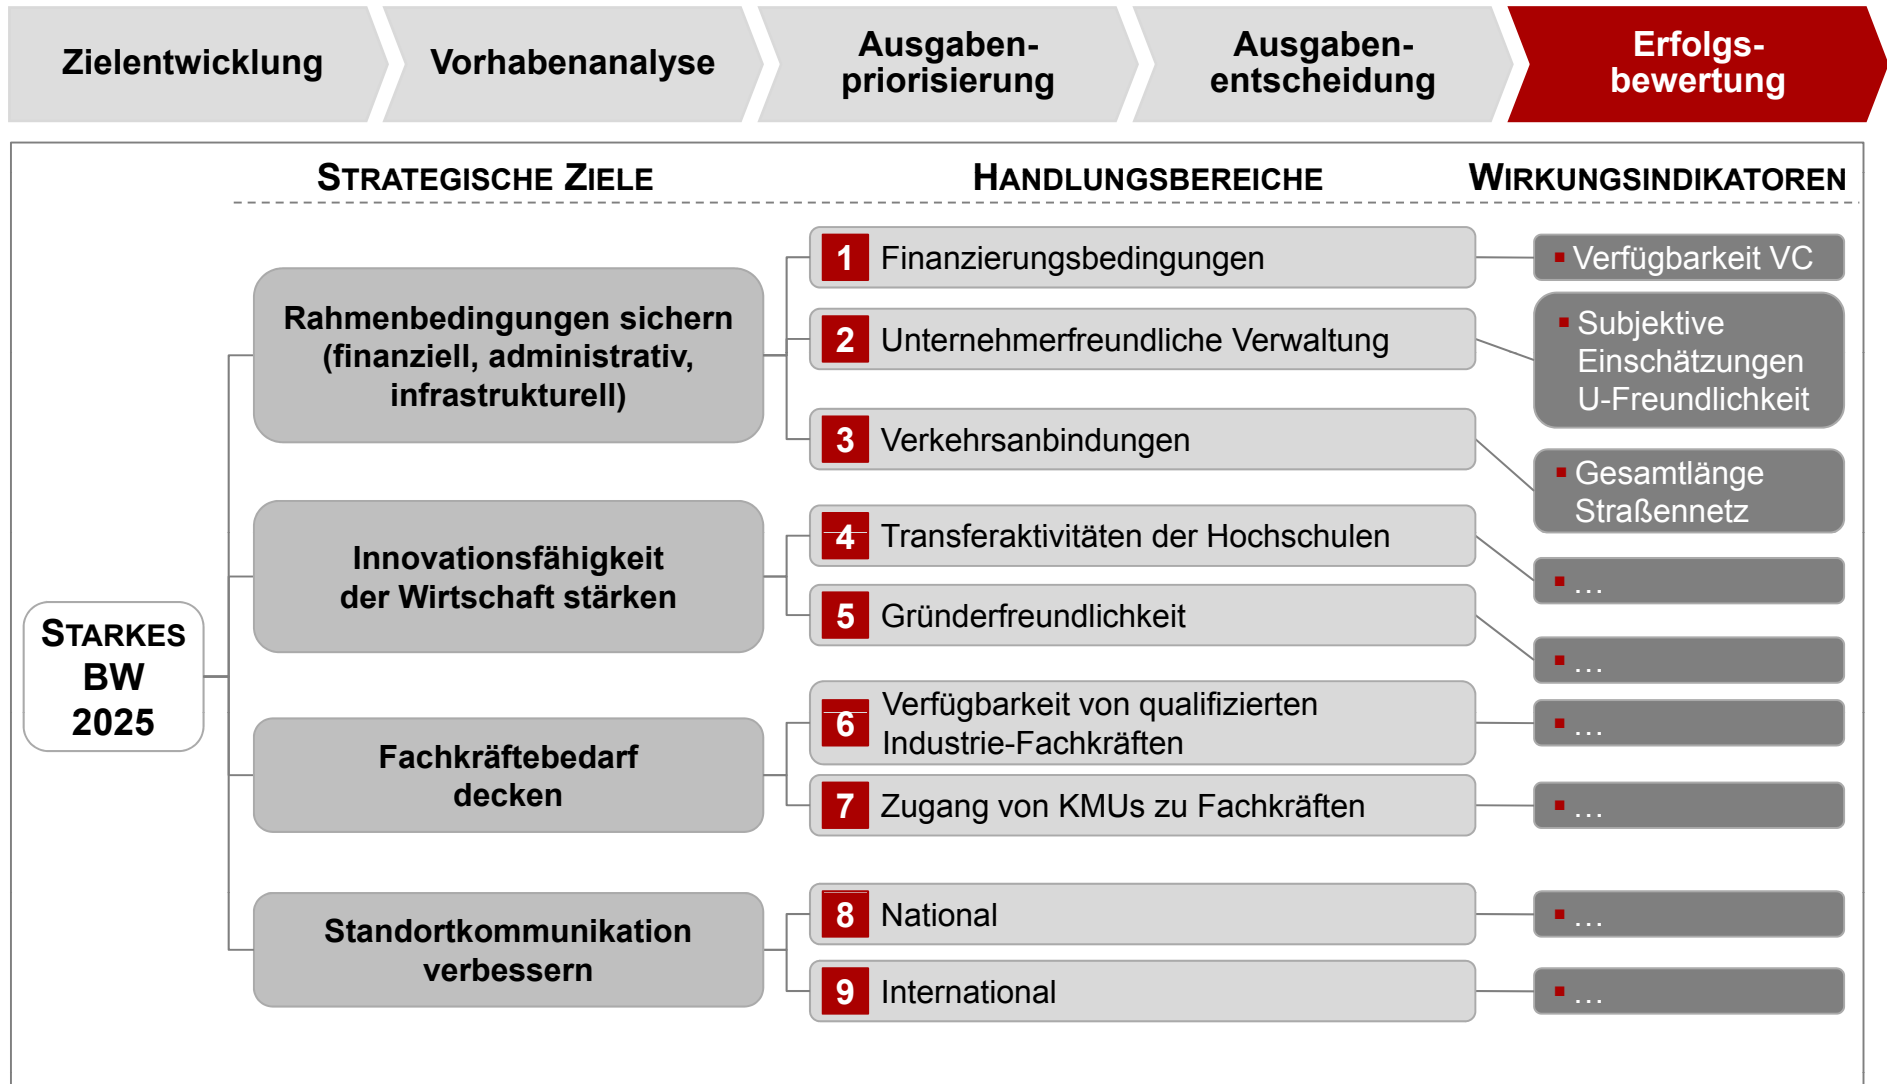 Zielentwicklung
Vorhabenanalyse
Ausgaben-
priorisierung
Ausgaben-
entscheidung
Erfolgs-
bewertung
STRATEGISCHE ZIELE
HANDLUNGSBEREICHE
WIRKUNGSINDIKATOREN
STARKES
BW
2025
Rahmenbedingungen sichern
(finanziell, administrativ,
infrastrukturell)
1 Finanzierungsbedingungen
▪ Verfügbarkeit VC
2 Unternehmerfreundliche Verwaltung
▪ Subjektive
Einschätzungen
U-Freundlichkeit
3 Verkehrsanbindungen
▪ Gesamtlänge
Straßennetz
Innovationsfähigkeit
der Wirtschaft stärken
4 Transferaktivitäten der Hochschulen
▪ …
5 Gründerfreundlichkeit
▪ …
Fachkräftebedarf
decken
6 Verfügbarkeit von qualifizierten
Industrie-Fachkräften
▪ …
7 Zugang von KMUs zu Fachkräften
▪ …
Standortkommunikation
verbessern
8 National
▪ …
9 International
▪ …